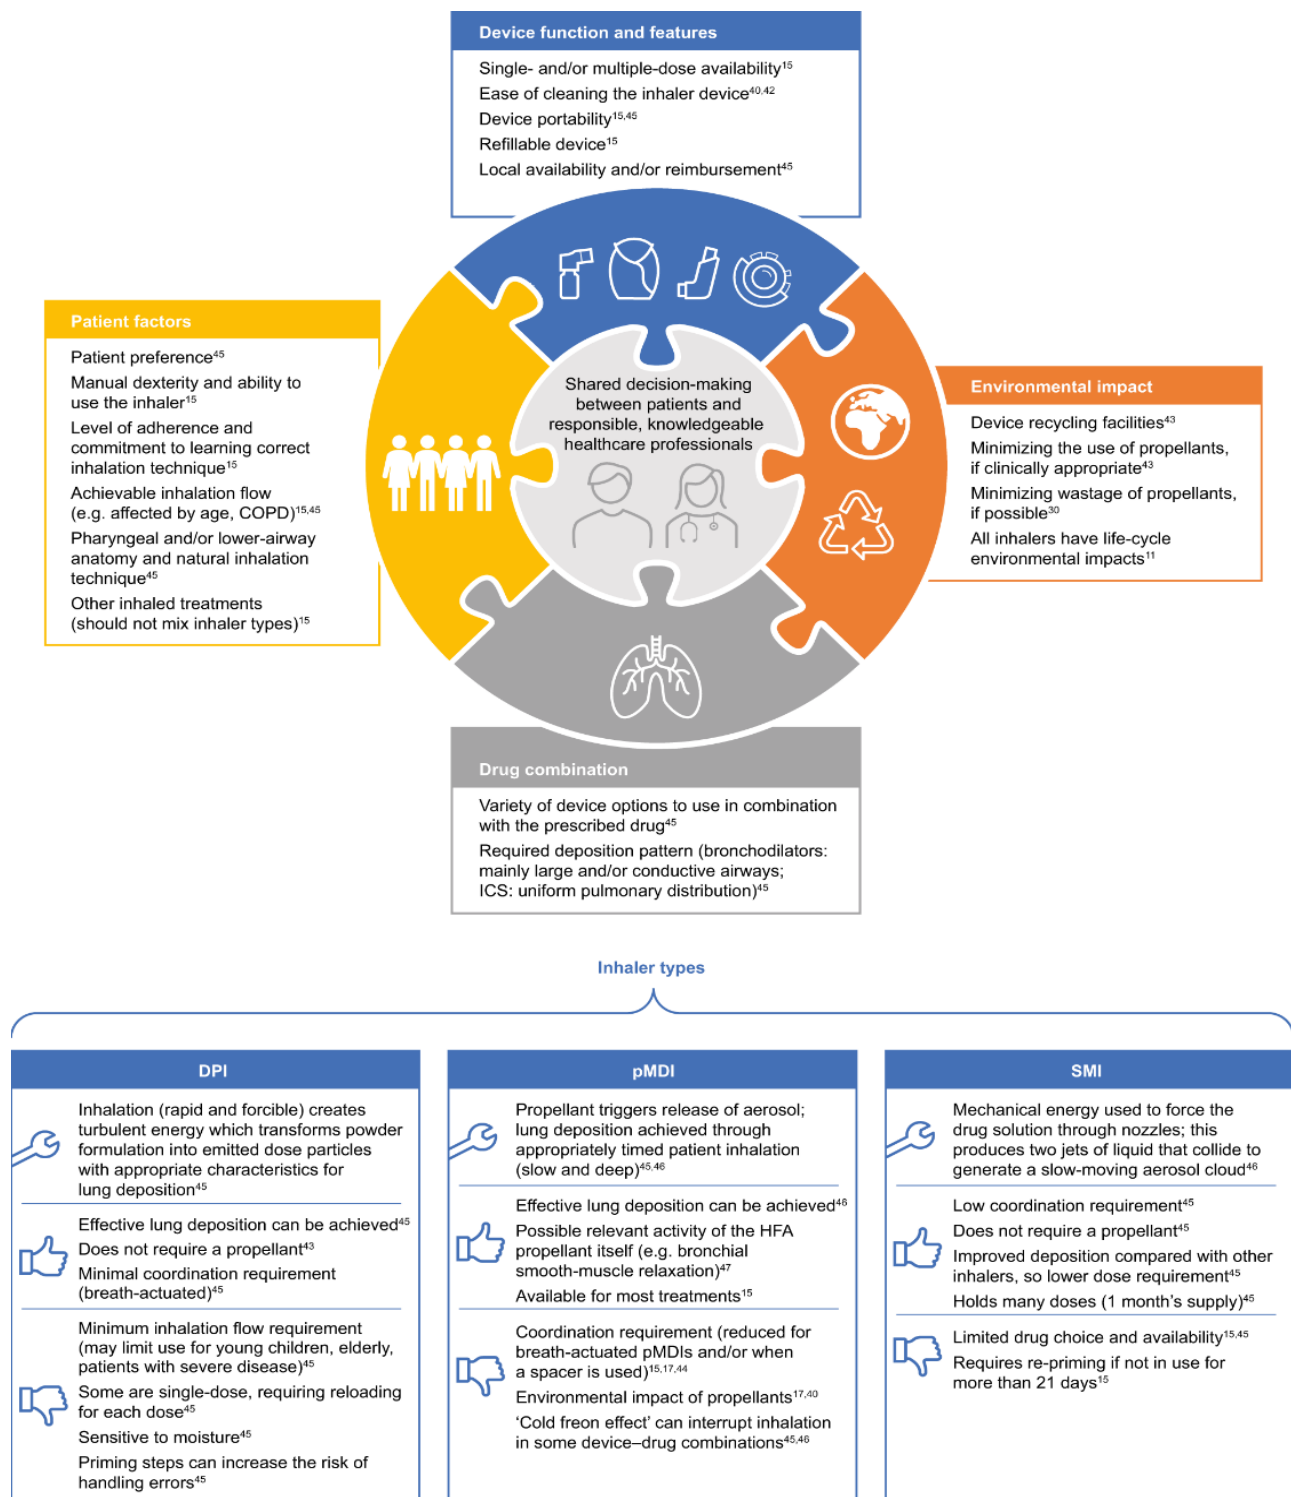 Device function and features
Single- and/or multiple-dose availability¹⁵
Ease of cleaning the inhaler device⁴⁰,⁴²
Device portability¹⁵,⁴⁵
Refillable device¹⁵
Local availability and/or reimbursement⁴⁵
Patient factors
Patient preference⁴⁵
Manual dexterity and ability to
use the inhaler¹⁵
Level of adherence and
commitment to learning correct
inhalation technique¹⁵
Achievable inhalation flow
(e.g. affected by age, COPD)¹⁵,⁴⁵
Pharyngeal and/or lower-airway
anatomy and natural inhalation
technique⁴⁵
Other inhaled treatments
(should not mix inhaler types)¹⁵
Shared decision-making
between patients and
responsible, knowledgeable
healthcare professionals
Environmental impact
Device recycling facilities⁴³
Minimizing the use of propellants,
if clinically appropriate⁴³
Minimizing wastage of propellants,
if possible³⁰
All inhalers have life-cycle
environmental impacts¹¹
Drug combination
Variety of device options to use in combination
with the prescribed drug⁴⁵
Required deposition pattern (bronchodilators:
mainly large and/or conductive airways;
ICS: uniform pulmonary distribution)⁴⁵
Inhaler types
DPI
Inhalation (rapid and forcible) creates
turbulent energy which transforms powder
formulation into emitted dose particles
with appropriate characteristics for
lung deposition⁴⁵
Effective lung deposition can be achieved⁴⁵
Does not require a propellant⁴³
Minimal coordination requirement
(breath-actuated)⁴⁵
Minimum inhalation flow requirement
(may limit use for young children, elderly,
patients with severe disease)⁴⁵
Some are single-dose, requiring reloading
for each dose⁴⁵
Sensitive to moisture⁴⁵
Priming steps can increase the risk of
handling errors⁴⁵
pMDI
Propellant triggers release of aerosol;
lung deposition achieved through
appropriately timed patient inhalation
(slow and deep)⁴⁵,⁴⁶
Effective lung deposition can be achieved⁴⁶
Possible relevant activity of the HFA
propellant itself (e.g. bronchial
smooth-muscle relaxation)⁴⁷
Available for most treatments¹⁵
Coordination requirement (reduced for
breath-actuated pMDIs and/or when
a spacer is used)¹⁵,¹⁷,⁴⁴
Environmental impact of propellants¹⁷,⁴⁰
‘Cold freon effect’ can interrupt inhalation
in some device–drug combinations⁴⁵,⁴⁶
SMI
Mechanical energy used to force the
drug solution through nozzles; this
produces two jets of liquid that collide to
generate a slow-moving aerosol cloud⁴⁶
Low coordination requirement⁴⁵
Does not require a propellant⁴⁵
Improved deposition compared with other
inhalers, so lower dose requirement⁴⁵
Holds many doses (1 month’s supply)⁴⁵
Limited drug choice and availability¹⁵,⁴⁵
Requires re-priming if not in use for
more than 21 days¹⁵